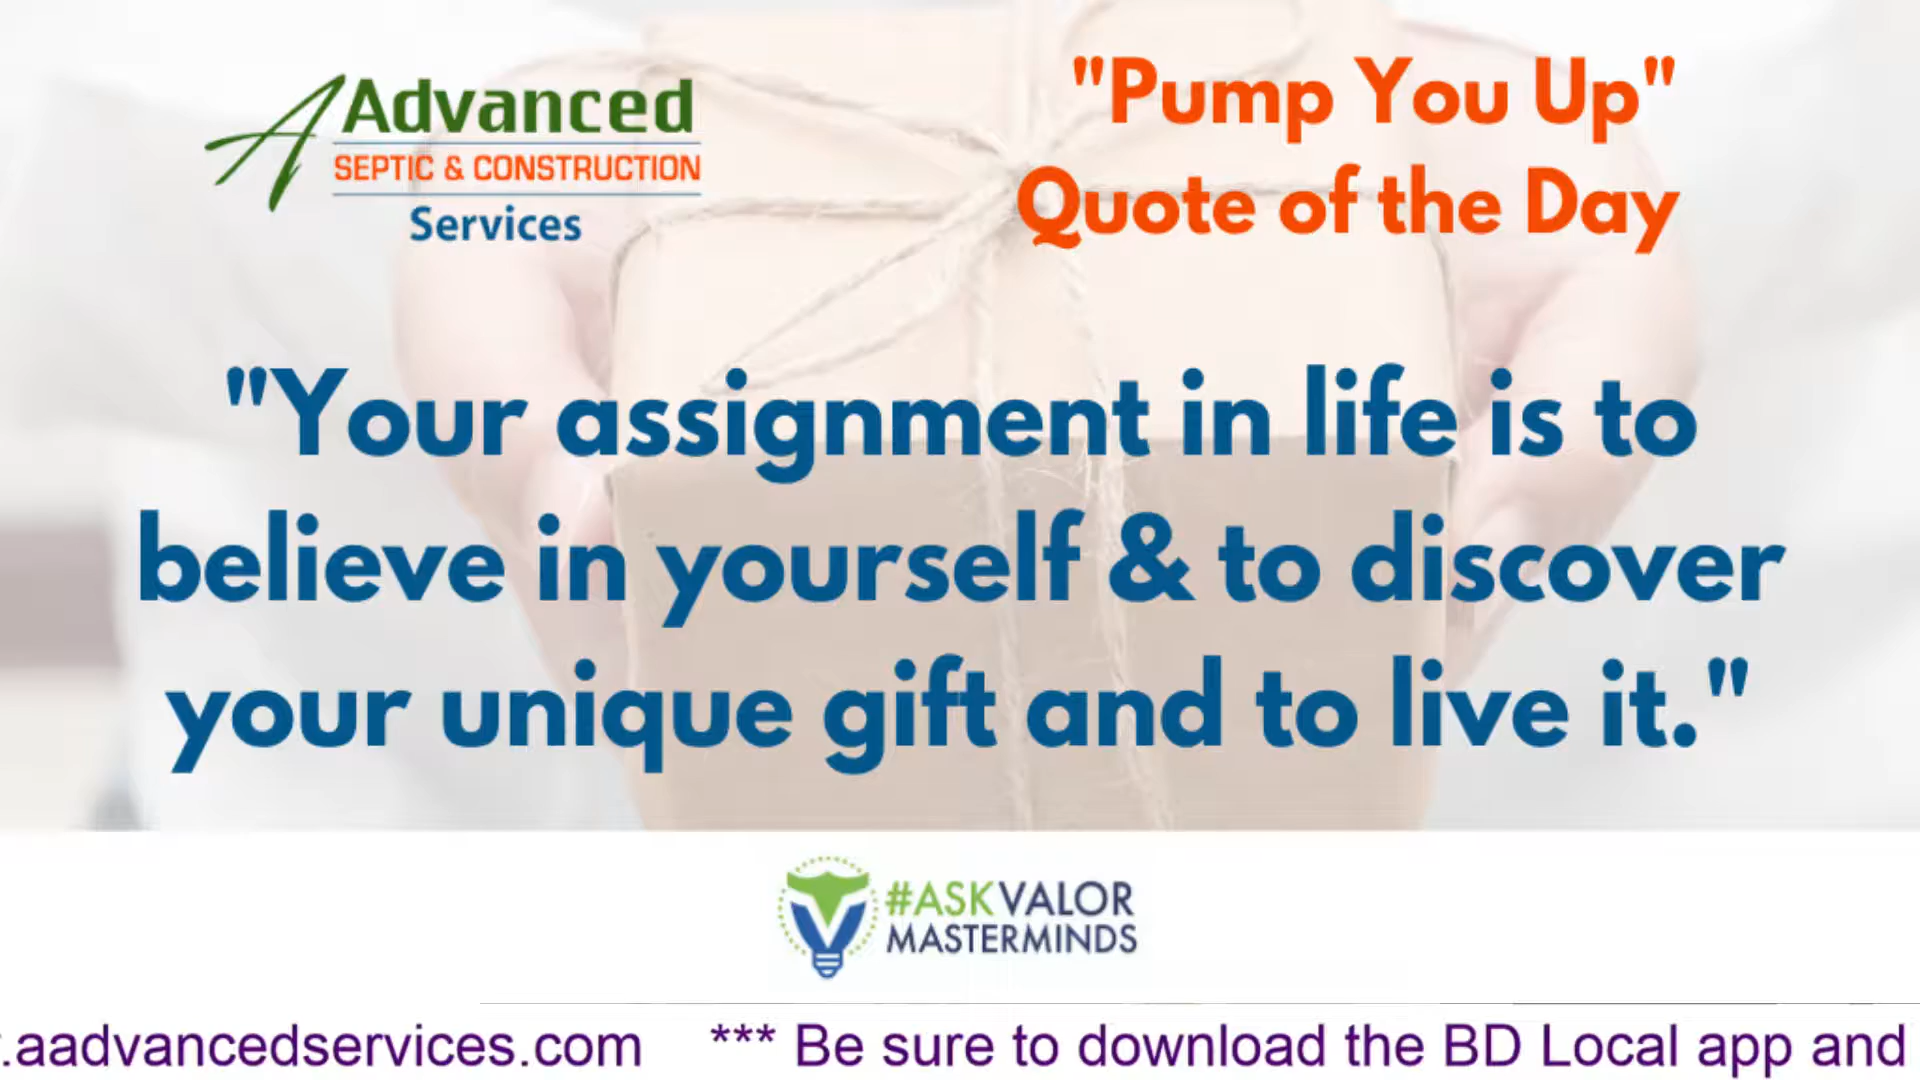 AAdvanced
SEPTIC & CONSTRUCTION
Services
"Pump You Up"
Quote of the Day
"Your assignment in life is to
believe in yourself & to discover
your unique gift and to live it."
#ASKVALOR
MASTERMINDS
.aadvancedservices.com *** Be sure to download the BD Local app and